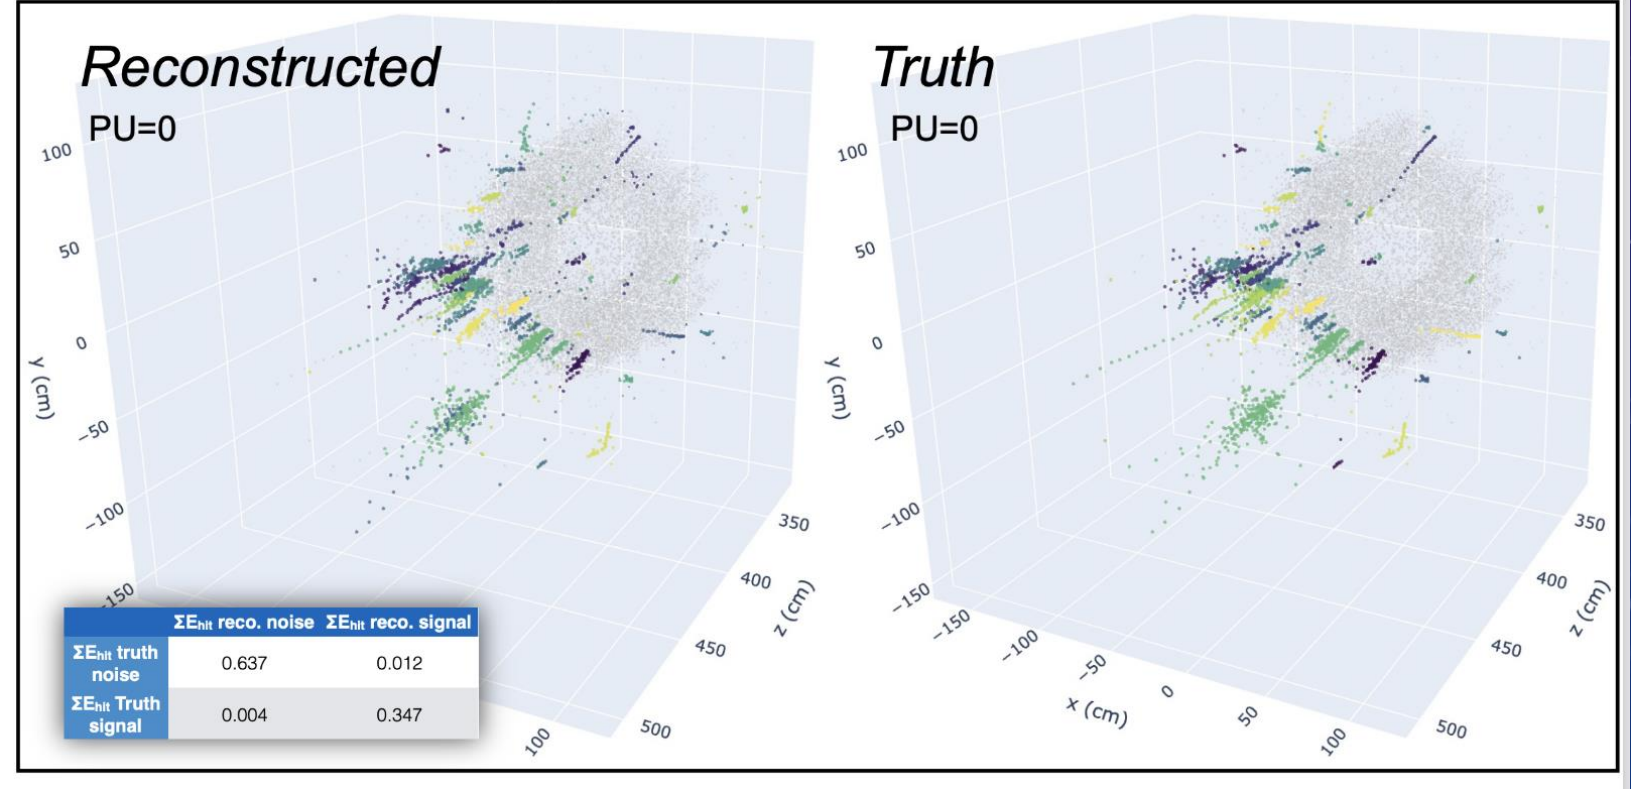 Reconstructed
PU=0
100
50
0
−50
−100
-150
y (cm)
350
400
450
500
z (cm)
100
ΣEhit reco. noise ΣEhit reco. signal
ΣEhit truth noise 0.637 0.012
ΣEhit Truth signal 0.004 0.347
Truth
PU=0
100
50
0
−50
−100
−150
y (cm)
−150
−100
−50
0
50
100
x (cm)
350
400
450
500
z (cm)